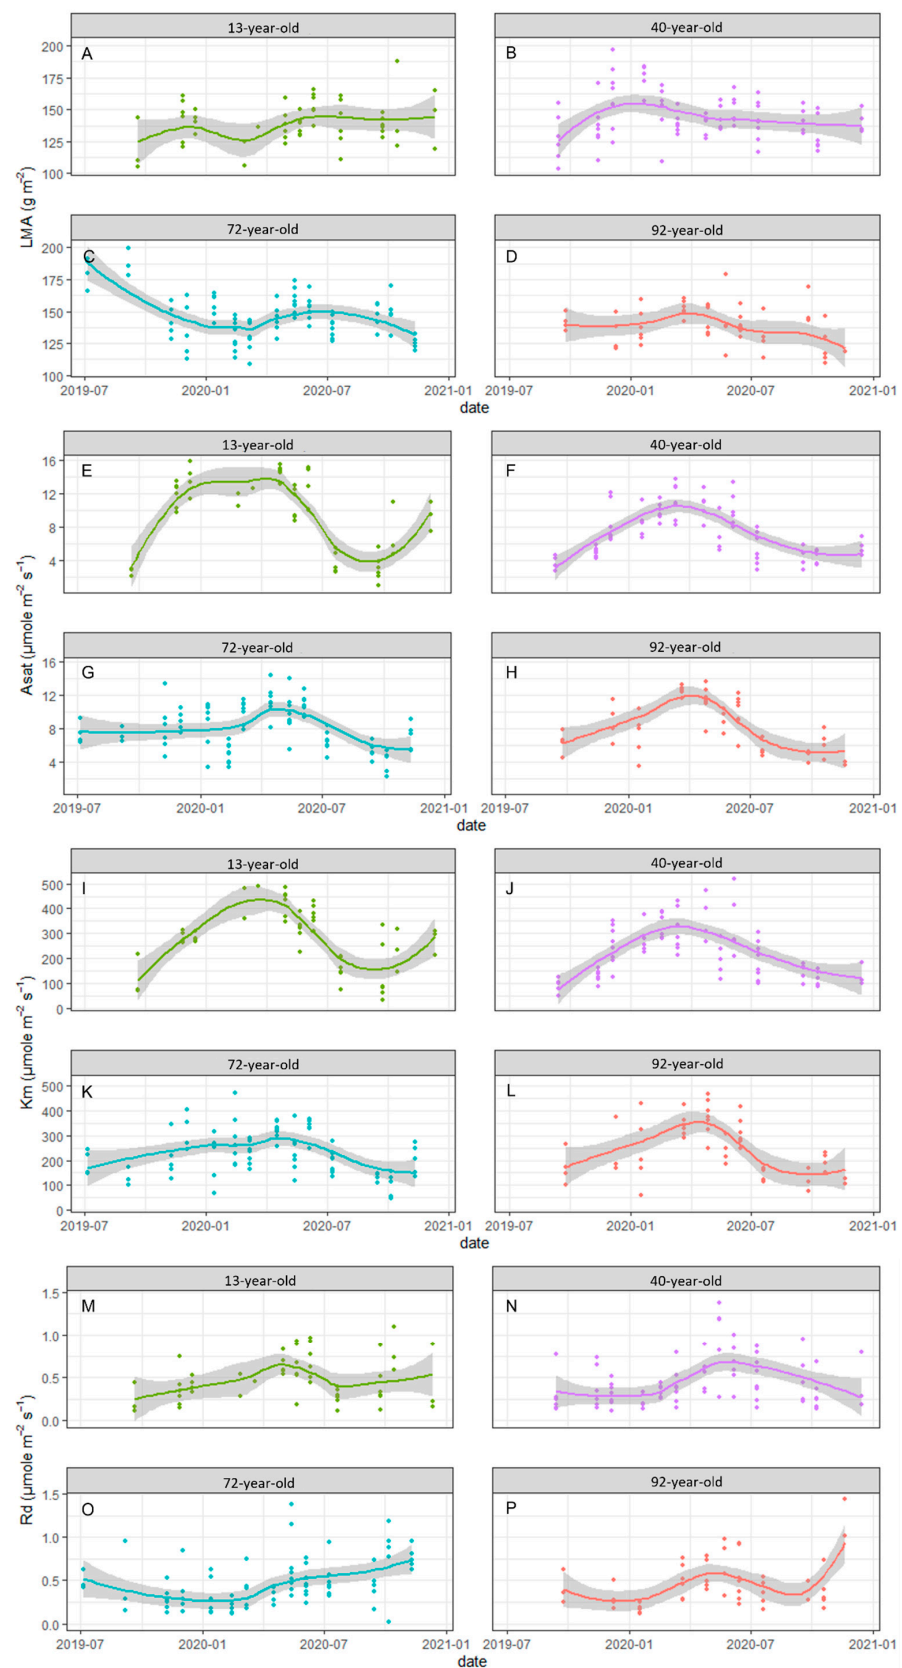 13-year-old
40-year-old
A
B
200
175
150
125
100
72-year-old
92-year-old
C
D
200
175
150
125
100
LMA (g m⁻²)
2019-07
2020-01
2020-07
2021-01
2019-07
2020-01
2020-07
2021-01
date
13-year-old
40-year-old
E
F
16
12
8
4
72-year-old
92-year-old
G
H
16
12
8
4
Asat (µmole m⁻² s⁻¹)
2019-07
2020-01
2020-07
2021-01
2019-07
2020-01
2020-07
2021-01
date
13-year-old
40-year-old
I
J
500
400
300
200
100
0
72-year-old
92-year-old
K
L
500
400
300
200
100
0
Km (µmole m⁻² s⁻¹)
2019-07
2020-01
2020-07
2021-01
2019-07
2020-01
2020-07
2021-01
date
13-year-old
40-year-old
M
N
1.5
1.0
0.5
0.0
72-year-old
92-year-old
O
P
1.5
1.0
0.5
0.0
Rd (µmole m⁻² s⁻¹)
2019-07
2020-01
2020-07
2021-01
2019-07
2020-01
2020-07
2021-01
date